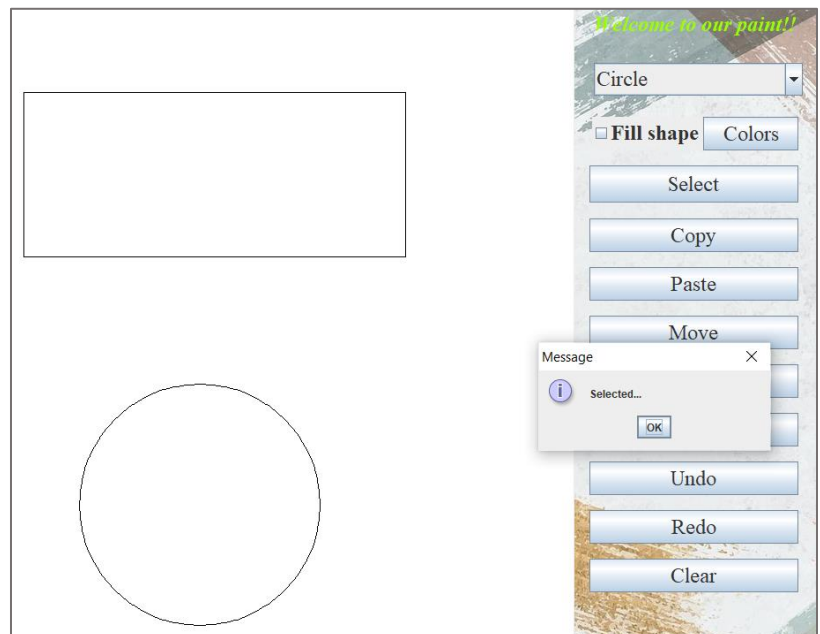 Welcome to our paint!!
Circle
Fill shape
Colors
Select
Copy
Paste
Move
Message
Selected...
OK
Undo
Redo
Clear